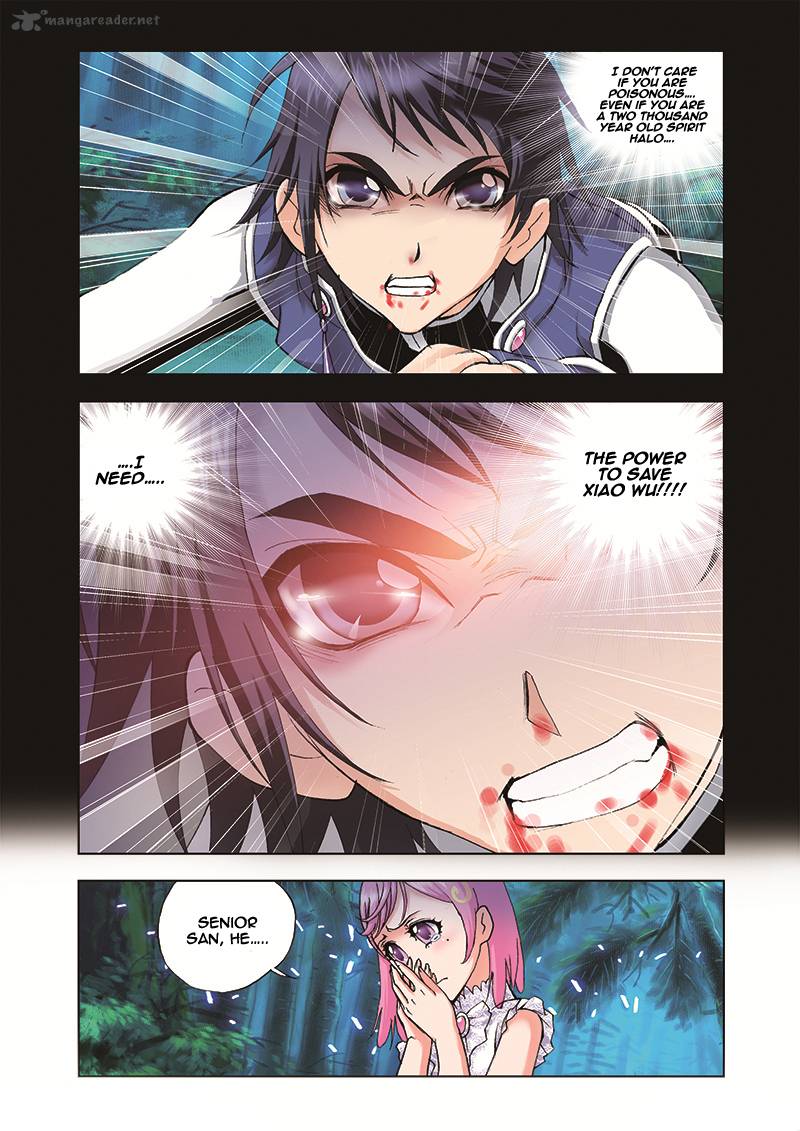 mangareader.net
I DON'T CARE
IF YOU ARE
POISONOUS....
EVEN IF YOU ARE
A TWO THOUSAND
YEAR OLD SPIRIT
HALO....
....I
NEED.....
THE POWER
TO SAVE
XIAO WU!!!!
SENIOR
SAN, HE.....